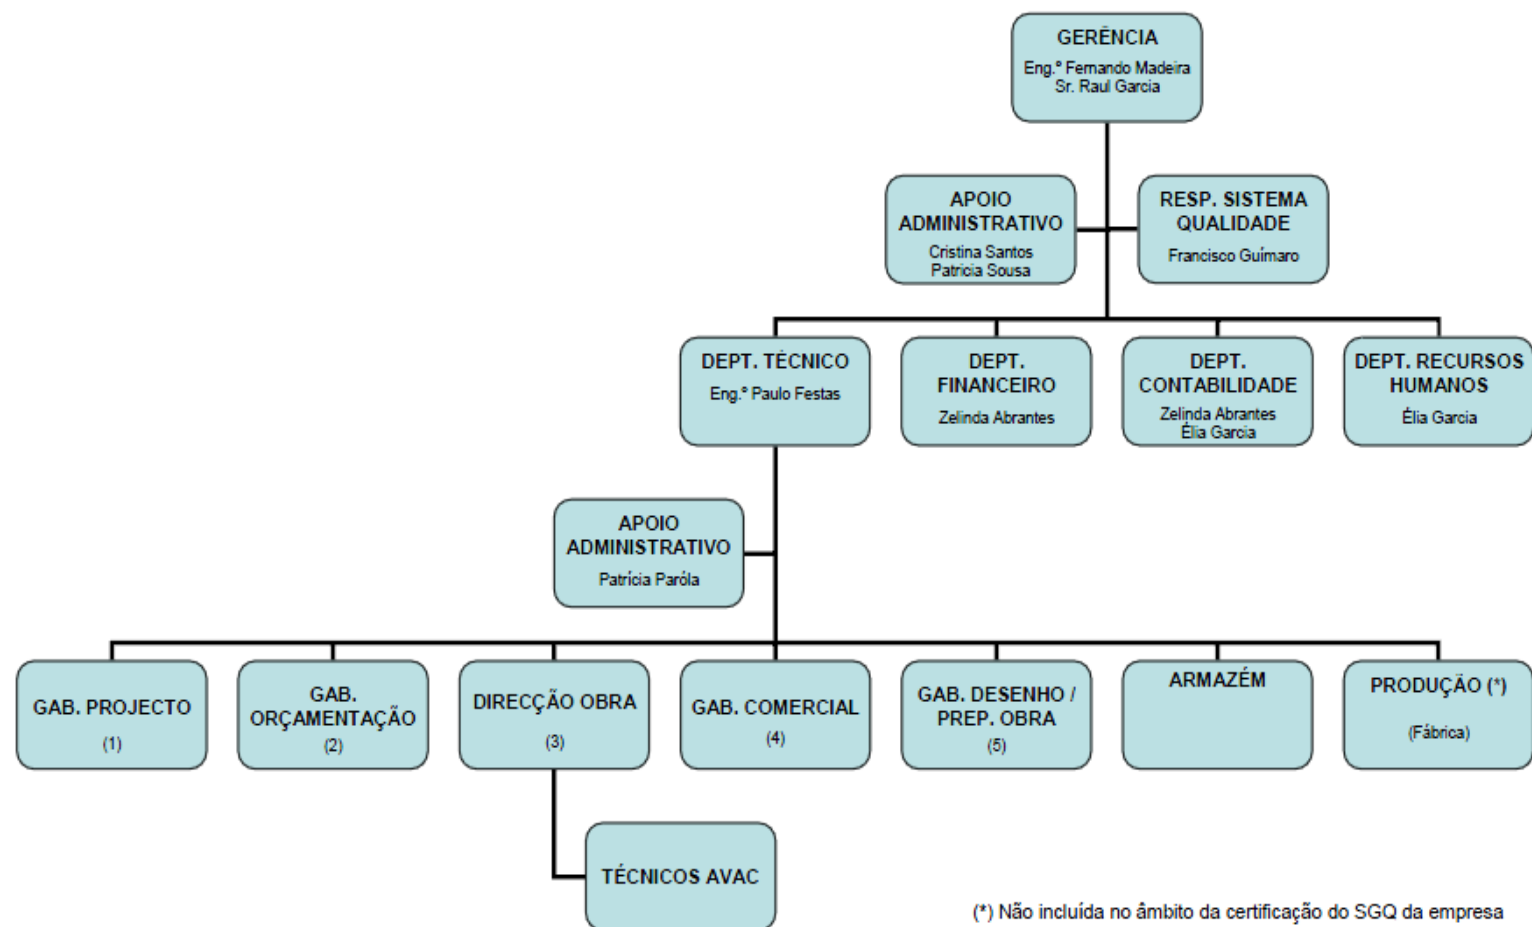 GERÊNCIA
Eng.º Fernando Madeira
Sr. Raul Garcia
APOIO
ADMINISTRATIVO
Cristina Santos
Patricia Sousa
RESP. SISTEMA
QUALIDADE
Francisco Guímaro
DEPT. TÉCNICO
Eng.º Paulo Festas
DEPT.
FINANCEIRO
Zelinda Abrantes
DEPT.
CONTABILIDADE
Zelinda Abrantes
Élia Garcia
DEPT. RECURSOS
HUMANOS
Élia Garcia
APOIO
ADMINISTRATIVO
Patrícia Paróla
GAB. PROJECTO
(1)
GAB.
ORÇAMENTAÇÃO
(2)
DIRECÇÃO OBRA
(3)
GAB. COMERCIAL
(4)
GAB. DESENHO /
PREP. OBRA
(5)
ARMAZÉM
PRODUÇÃO (*)
(Fábrica)
TÉCNICOS AVAC
(*) Não incluída no âmbito da certificação do SGQ da empresa